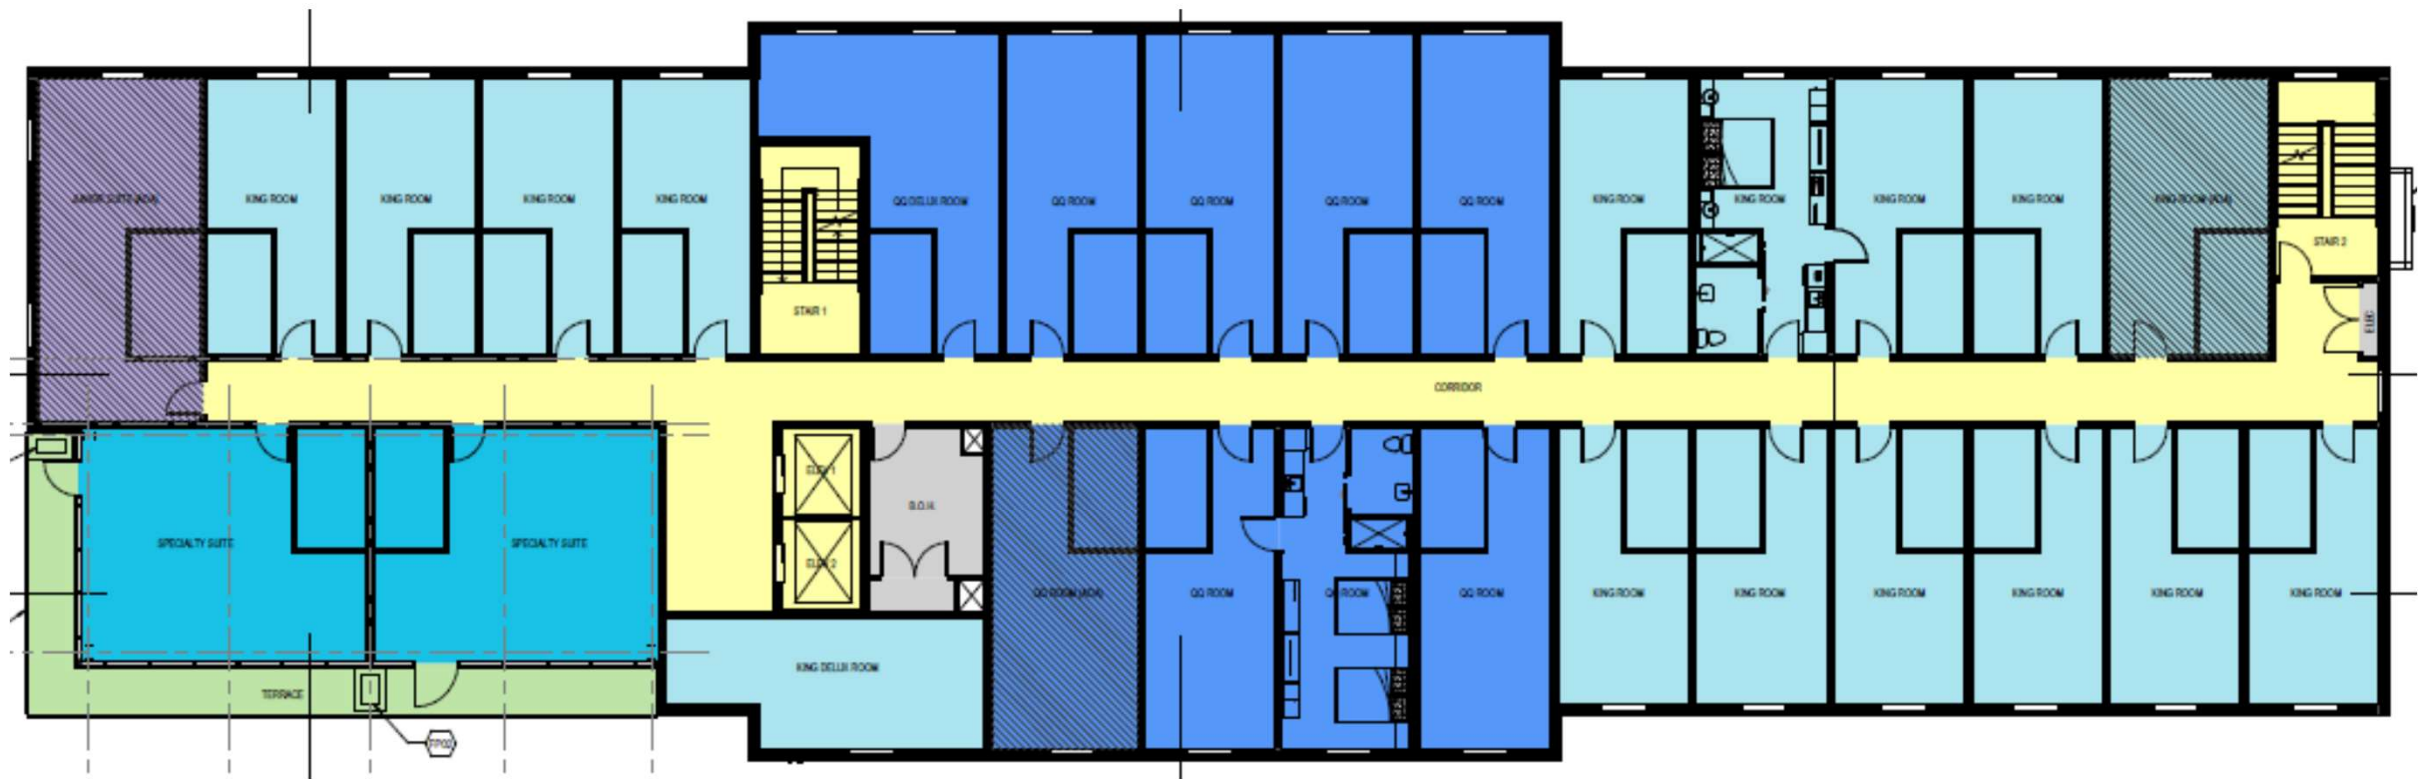 JUNIOR SUITE (ADA)
KING ROOM
KING ROOM
KING ROOM
KING ROOM
STAIR 1
QQ DELUX ROOM
QQ ROOM
QQ ROOM
QQ ROOM
QQ ROOM
KING ROOM
KING ROOM
KING ROOM
KING ROOM
KING ROOM (ADA)
STAIR 2
ELEC
CORRIDOR
SPECIALTY SUITE
SPECIALTY SUITE
ELEV 1
ELEV 2
B.O.H.
QQ ROOM (ADA)
QQ ROOM
QQ ROOM
QQ ROOM
KING ROOM
KING ROOM
KING ROOM
KING ROOM
KING ROOM
KING ROOM
KING DELUX ROOM
TERRACE